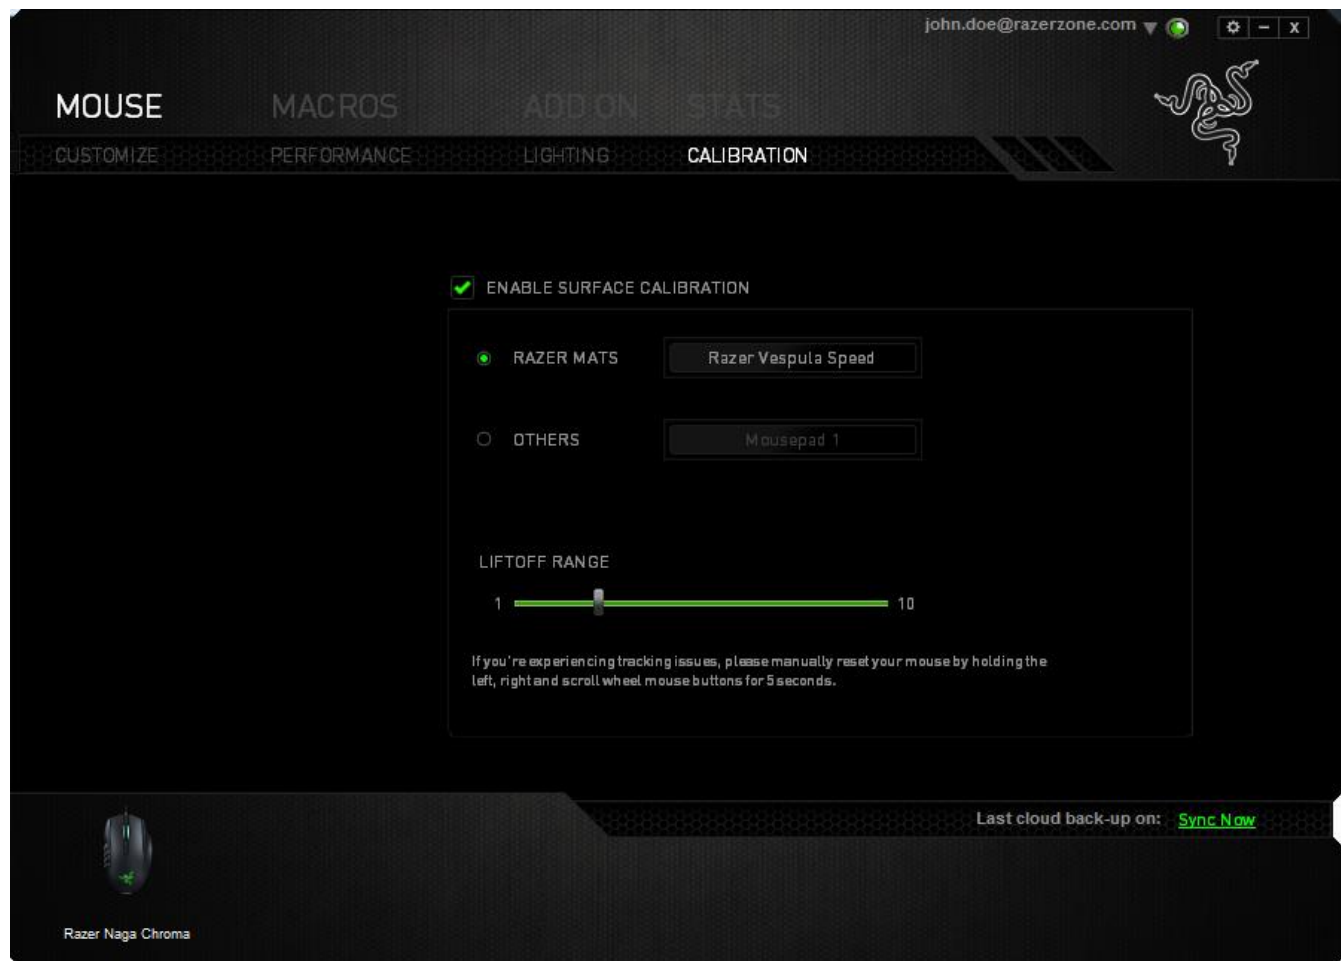 john.doe@razerzone.com
MOUSE MACROS ADD ON STATS
CUSTOMIZE PERFORMANCE LIGHTING CALIBRATION
ENABLE SURFACE CALIBRATION
RAZER MATS Razer Vespula Speed
OTHERS Mousepad 1
LIFTOFF RANGE
1 10
If you're experiencing tracking issues, please manually reset your mouse by holding the
left, right and scroll wheel mouse buttons for 5 seconds.
Last cloud back-up on: Sync Now
Razer Naga Chroma